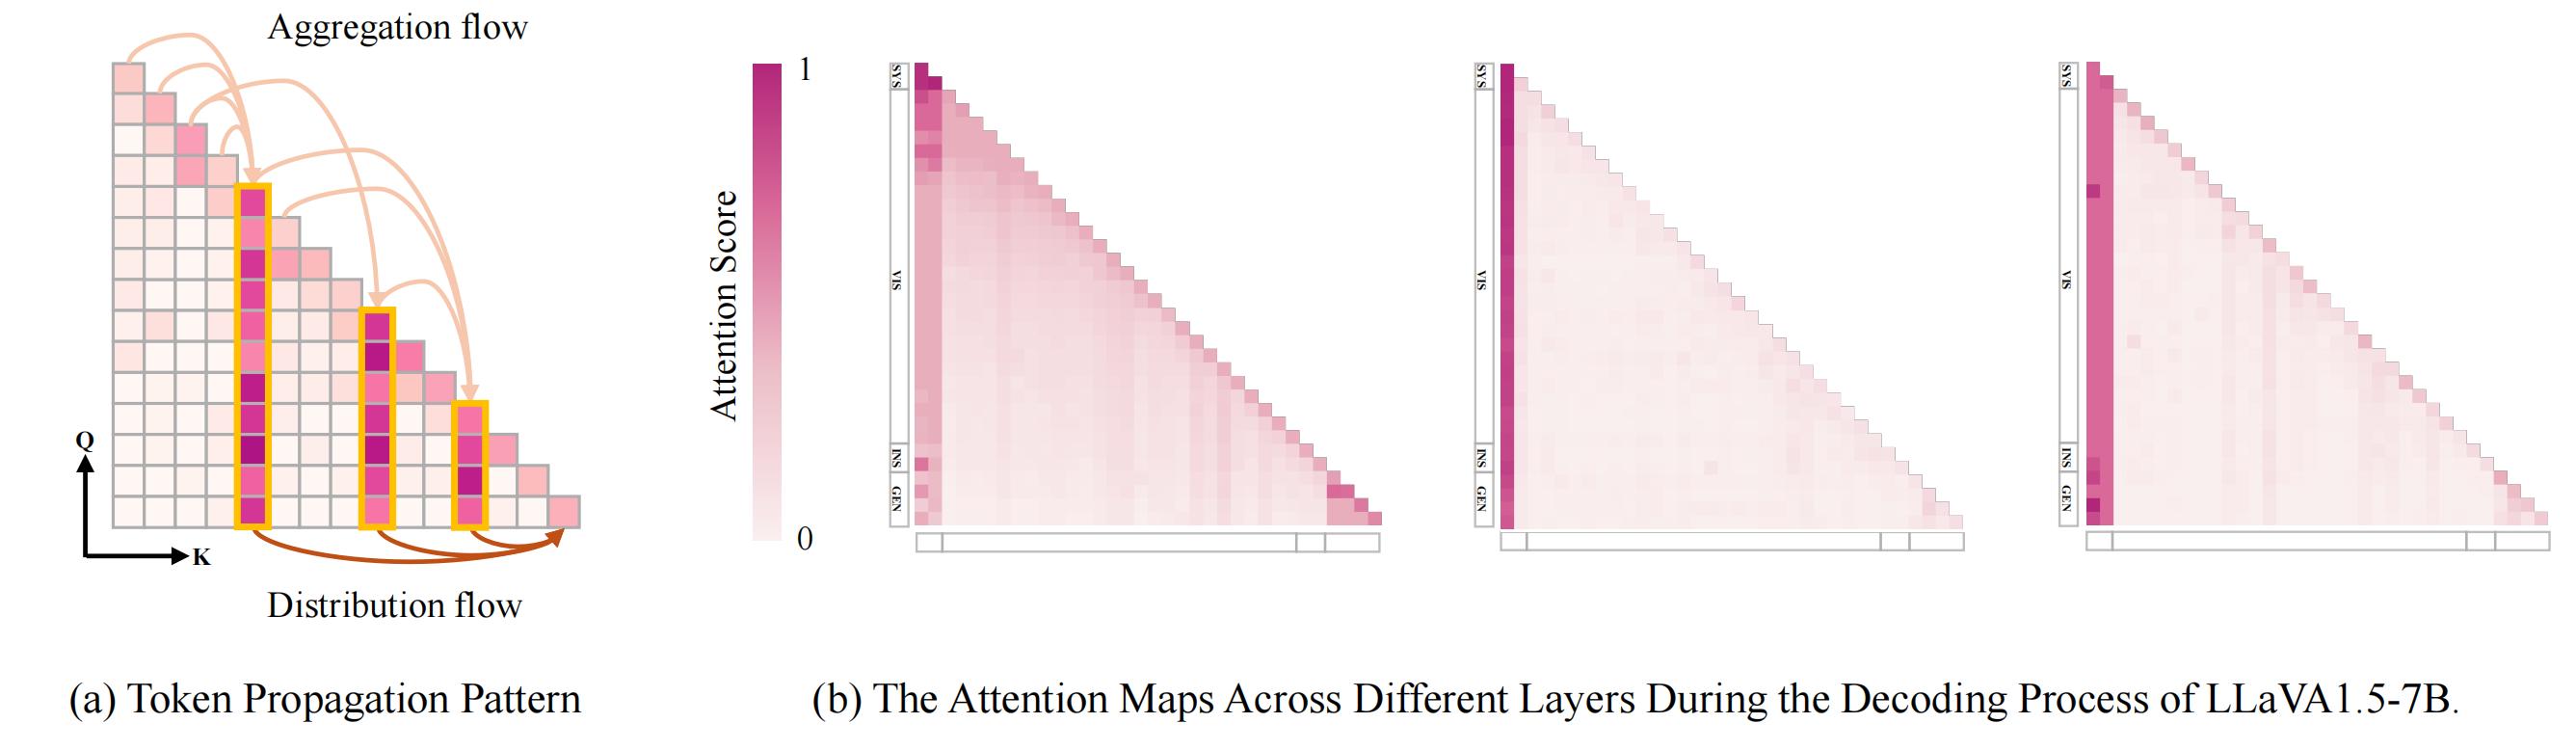 Aggregation flow
Q
K
Distribution flow
(a) Token Propagation Pattern
Attention Score
1
0
SYS
VIS
INS
GEN
SYS
VIS
INS
GEN
SYS
VIS
INS
GEN
(b) The Attention Maps Across Different Layers During the Decoding Process of LLaVA1.5-7B.